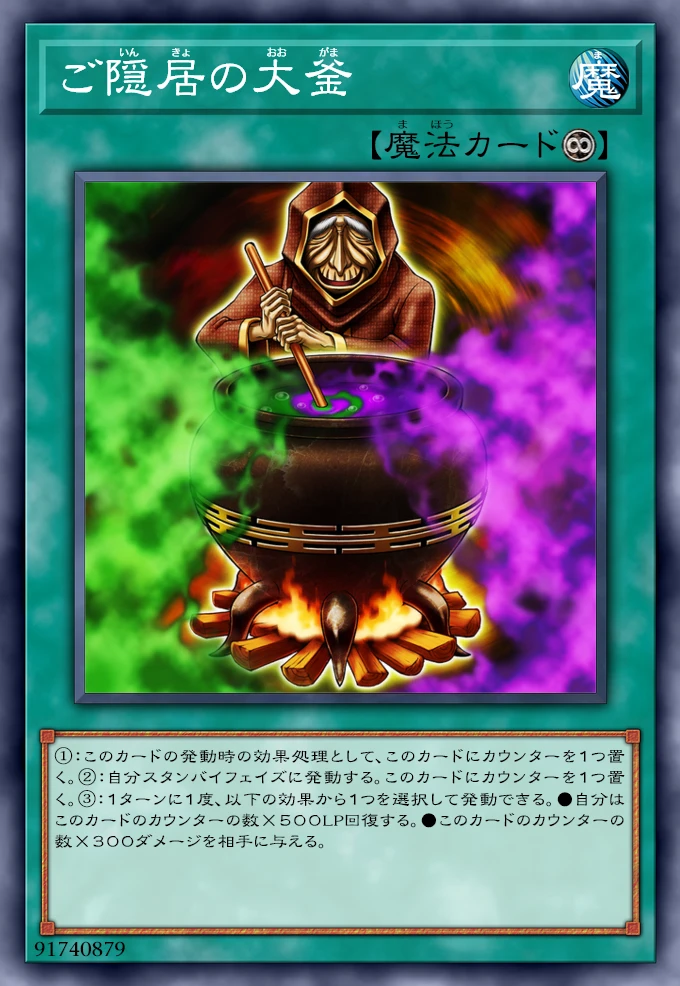 ご隠居の大釜
魔
【魔法カード∞】
①：このカードの発動時の効果処理として、このカードにカウンターを1つ置
く。②：自分スタンバイフェイズに発動する。このカードにカウンターを1つ置
く。③：1ターンに1度、以下の効果から1つを選択して発動できる。●自分は
このカードのカウンターの数×500LP回復する。●このカードのカウンターの
数×300ダメージを相手に与える。
91740879